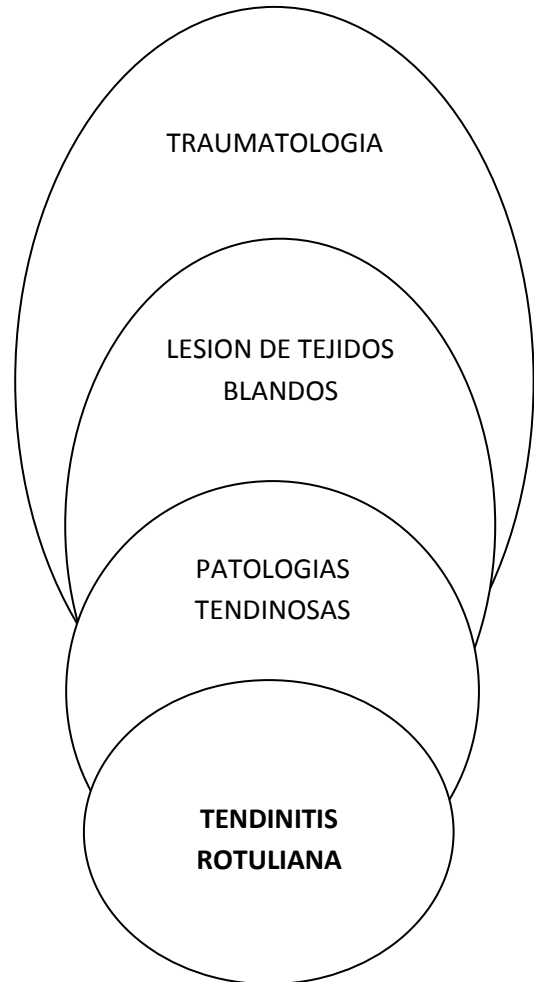 TRAUMATOLOGIA
LESION DE TEJIDOS
BLANDOS
PATOLOGIAS
TENDINOSAS
TENDINITIS
ROTULIANA